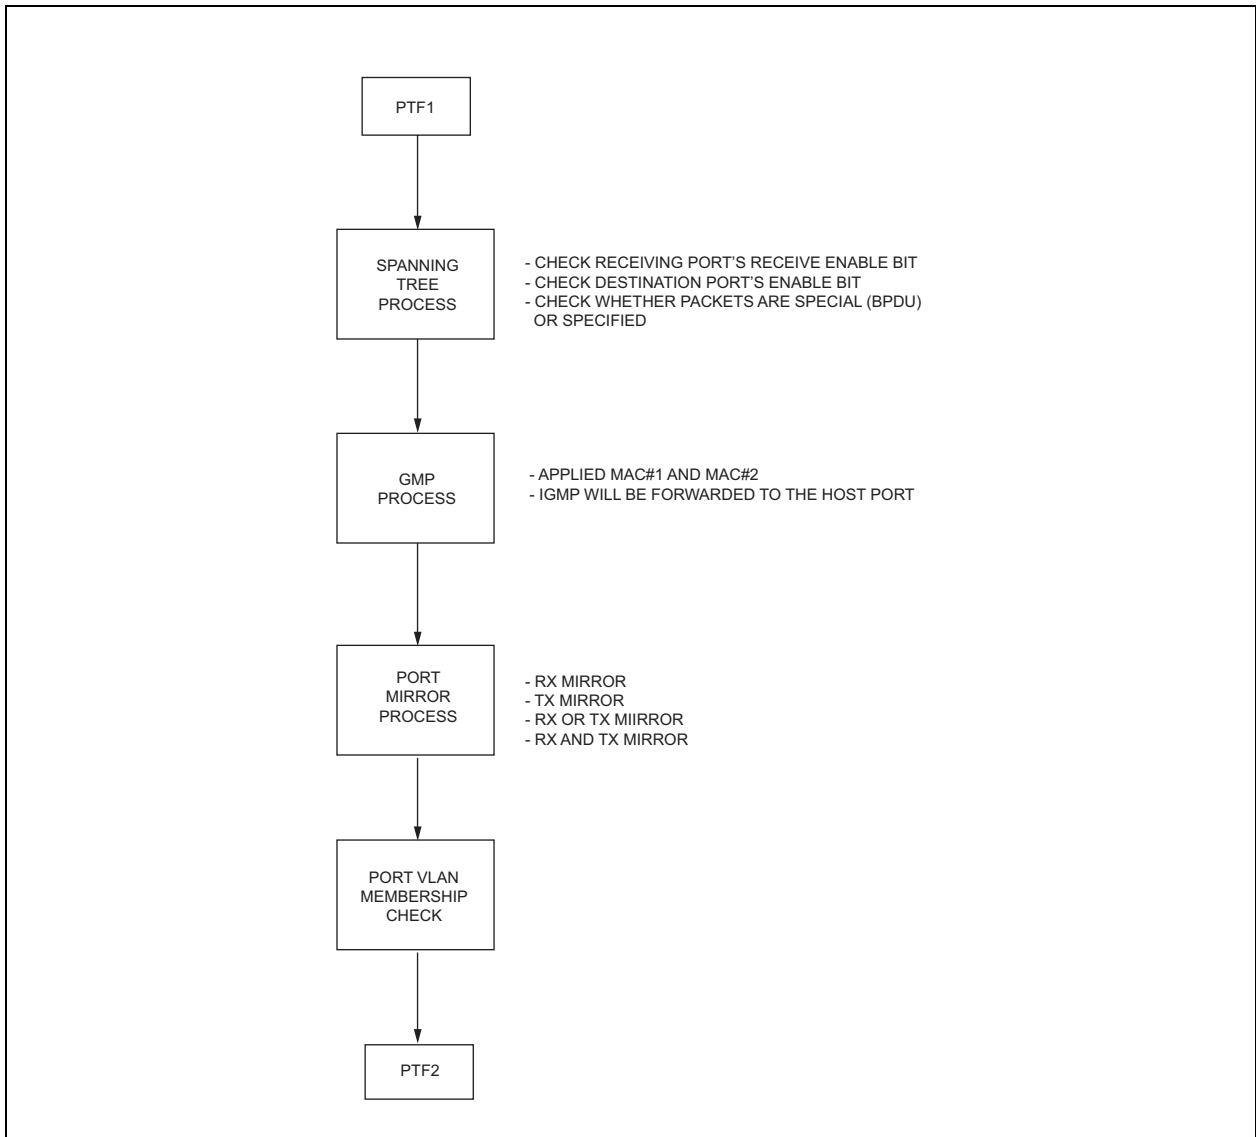 PTF1
SPANNING
TREE
PROCESS
- CHECK RECEIVING PORT'S RECEIVE ENABLE BIT
- CHECK DESTINATION PORT'S ENABLE BIT
- CHECK WHETHER PACKETS ARE SPECIAL (BPDU)
OR SPECIFIED
GMP
PROCESS
- APPLIED MAC#1 AND MAC#2
- IGMP WILL BE FORWARDED TO THE HOST PORT
PORT
MIRROR
PROCESS
- RX MIRROR
- TX MIRROR
- RX OR TX MIIRROR
- RX AND TX MIRROR
PORT VLAN
MEMBERSHIP
CHECK
PTF2